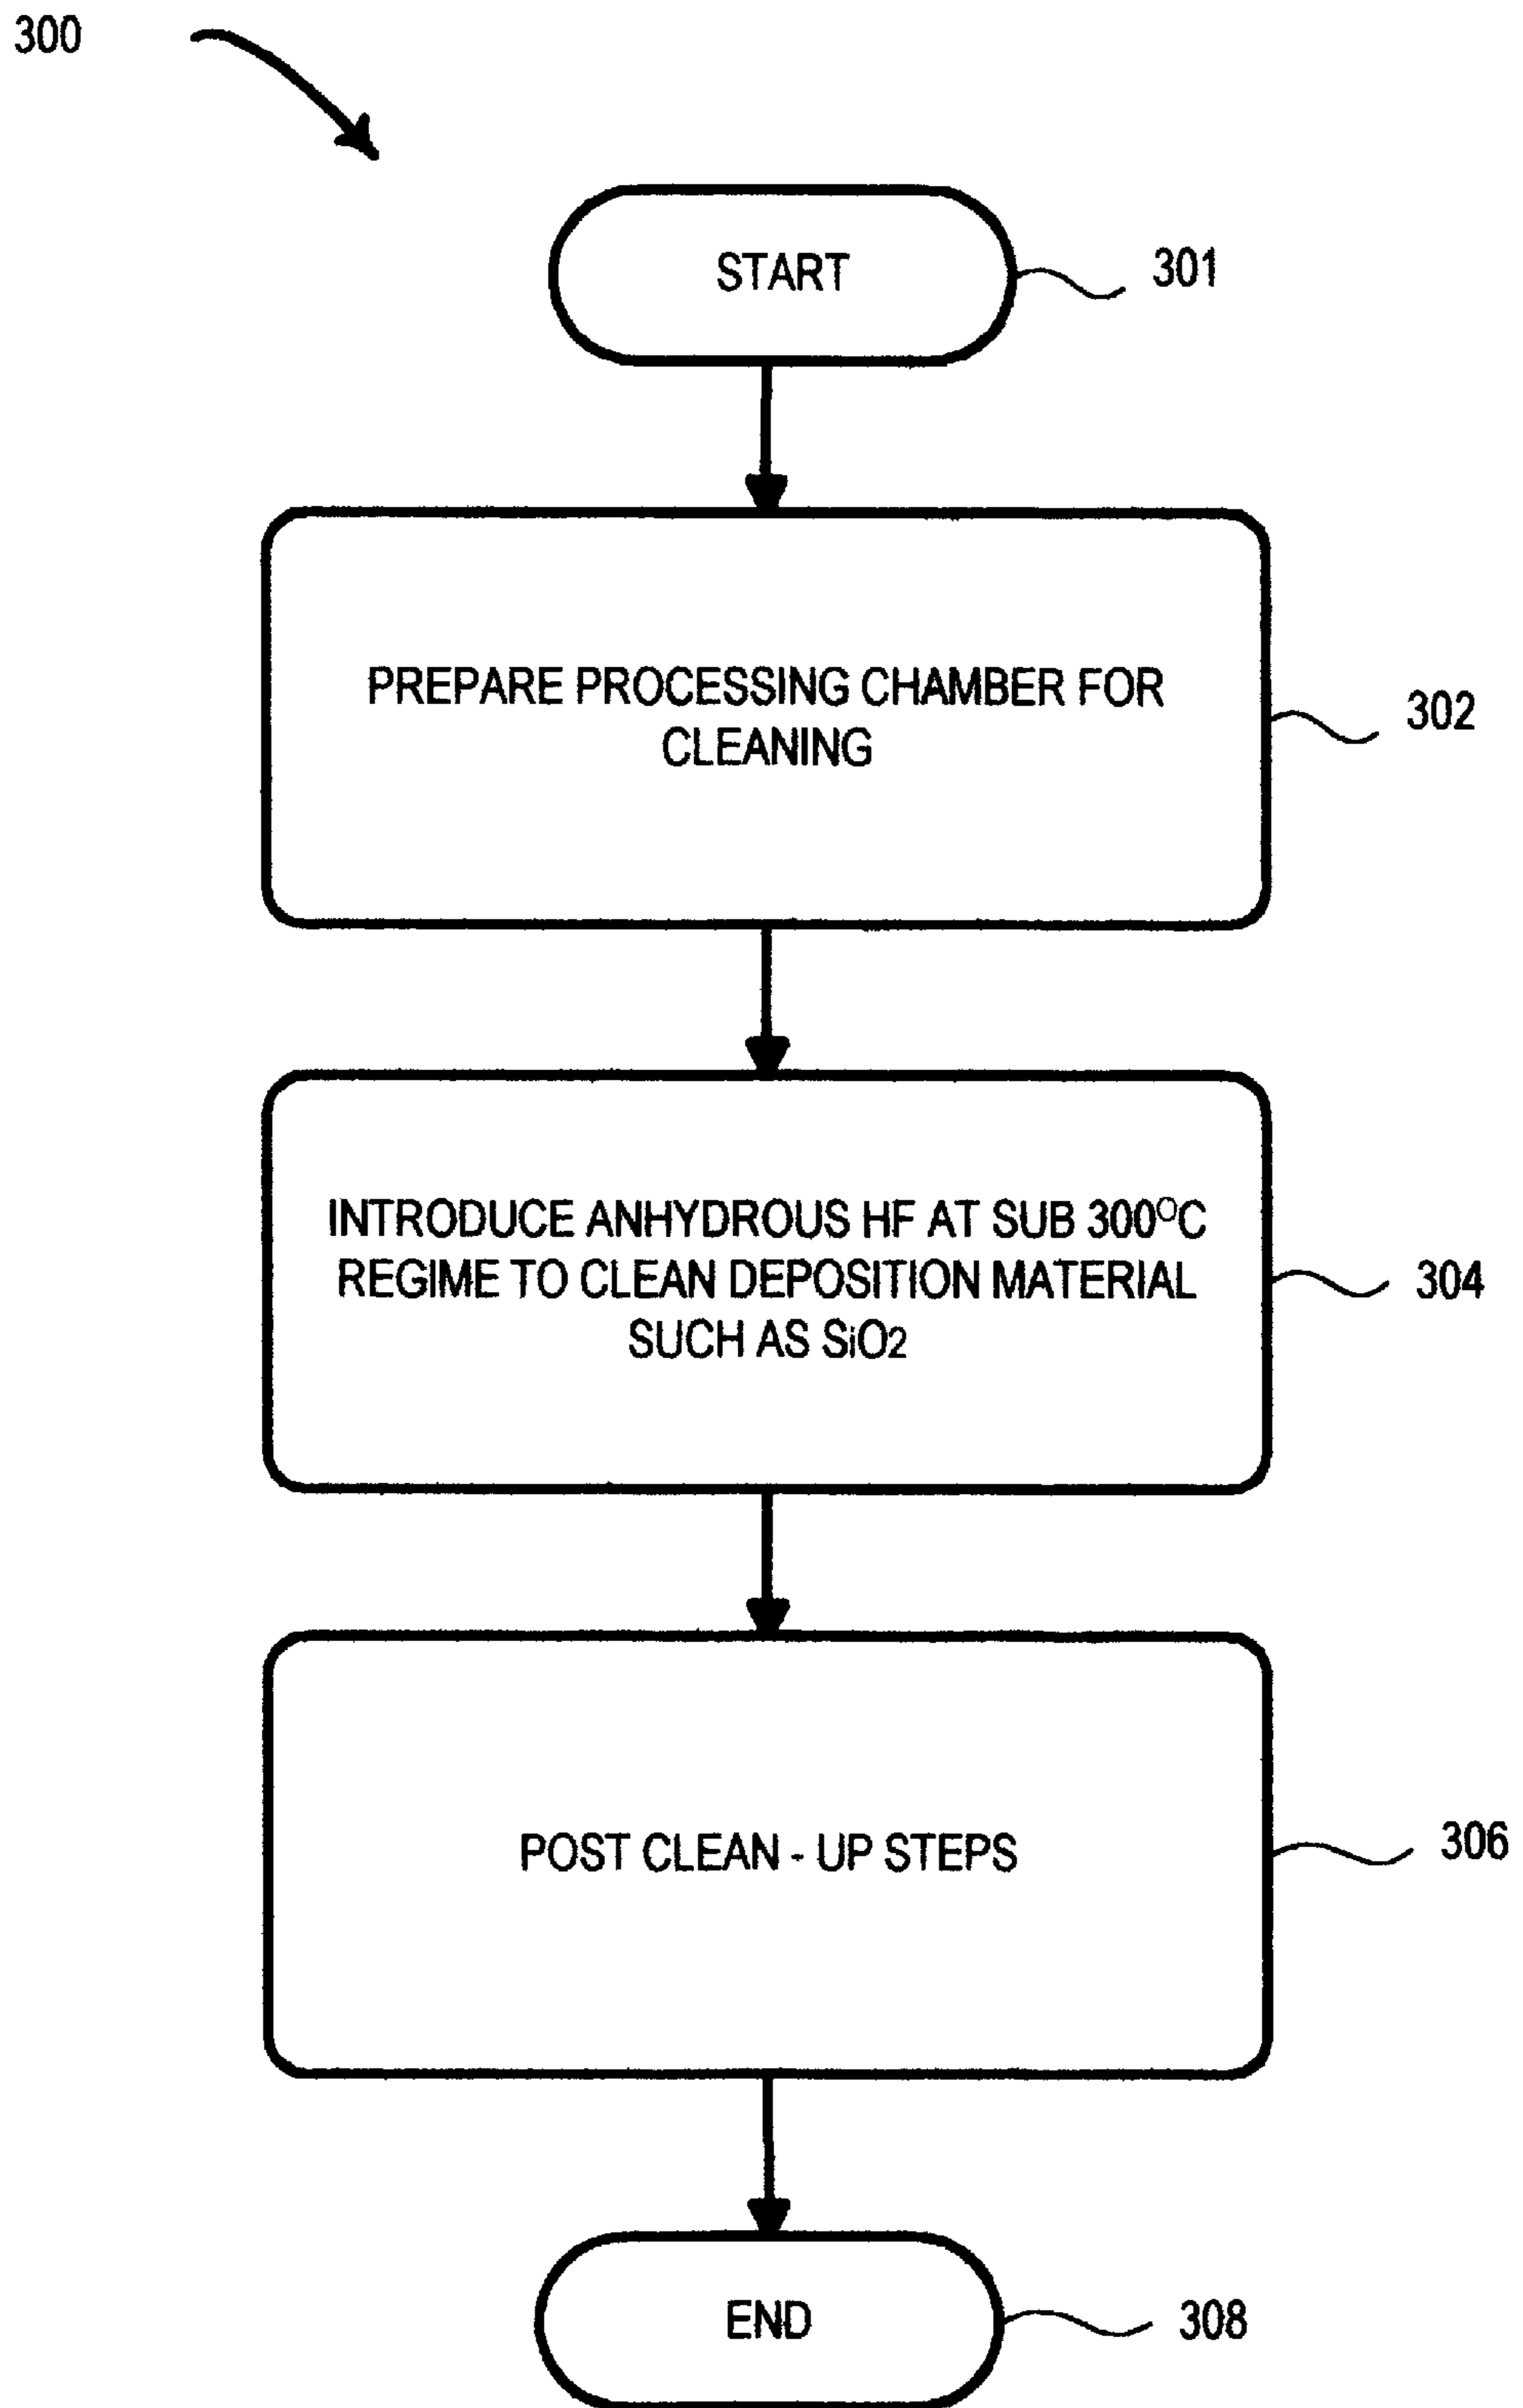 300
START
301
PREPARE PROCESSING CHAMBER FOR
CLEANING
302
INTRODUCE ANHYDROUS HF AT SUB 300°C
REGIME TO CLEAN DEPOSITION MATERIAL
SUCH AS SiO2
304
POST CLEAN - UP STEPS
306
END
308